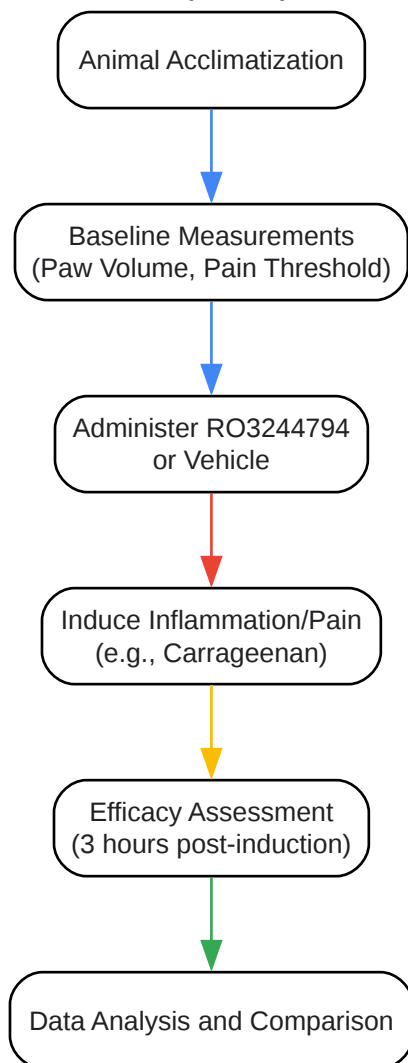 Animal Acclimatization
Baseline Measurements
(Paw Volume, Pain Threshold)
Administer RO3244794
or Vehicle
Induce Inflammation/Pain
(e.g., Carrageenan)
Efficacy Assessment
(3 hours post-induction)
Data Analysis and Comparison